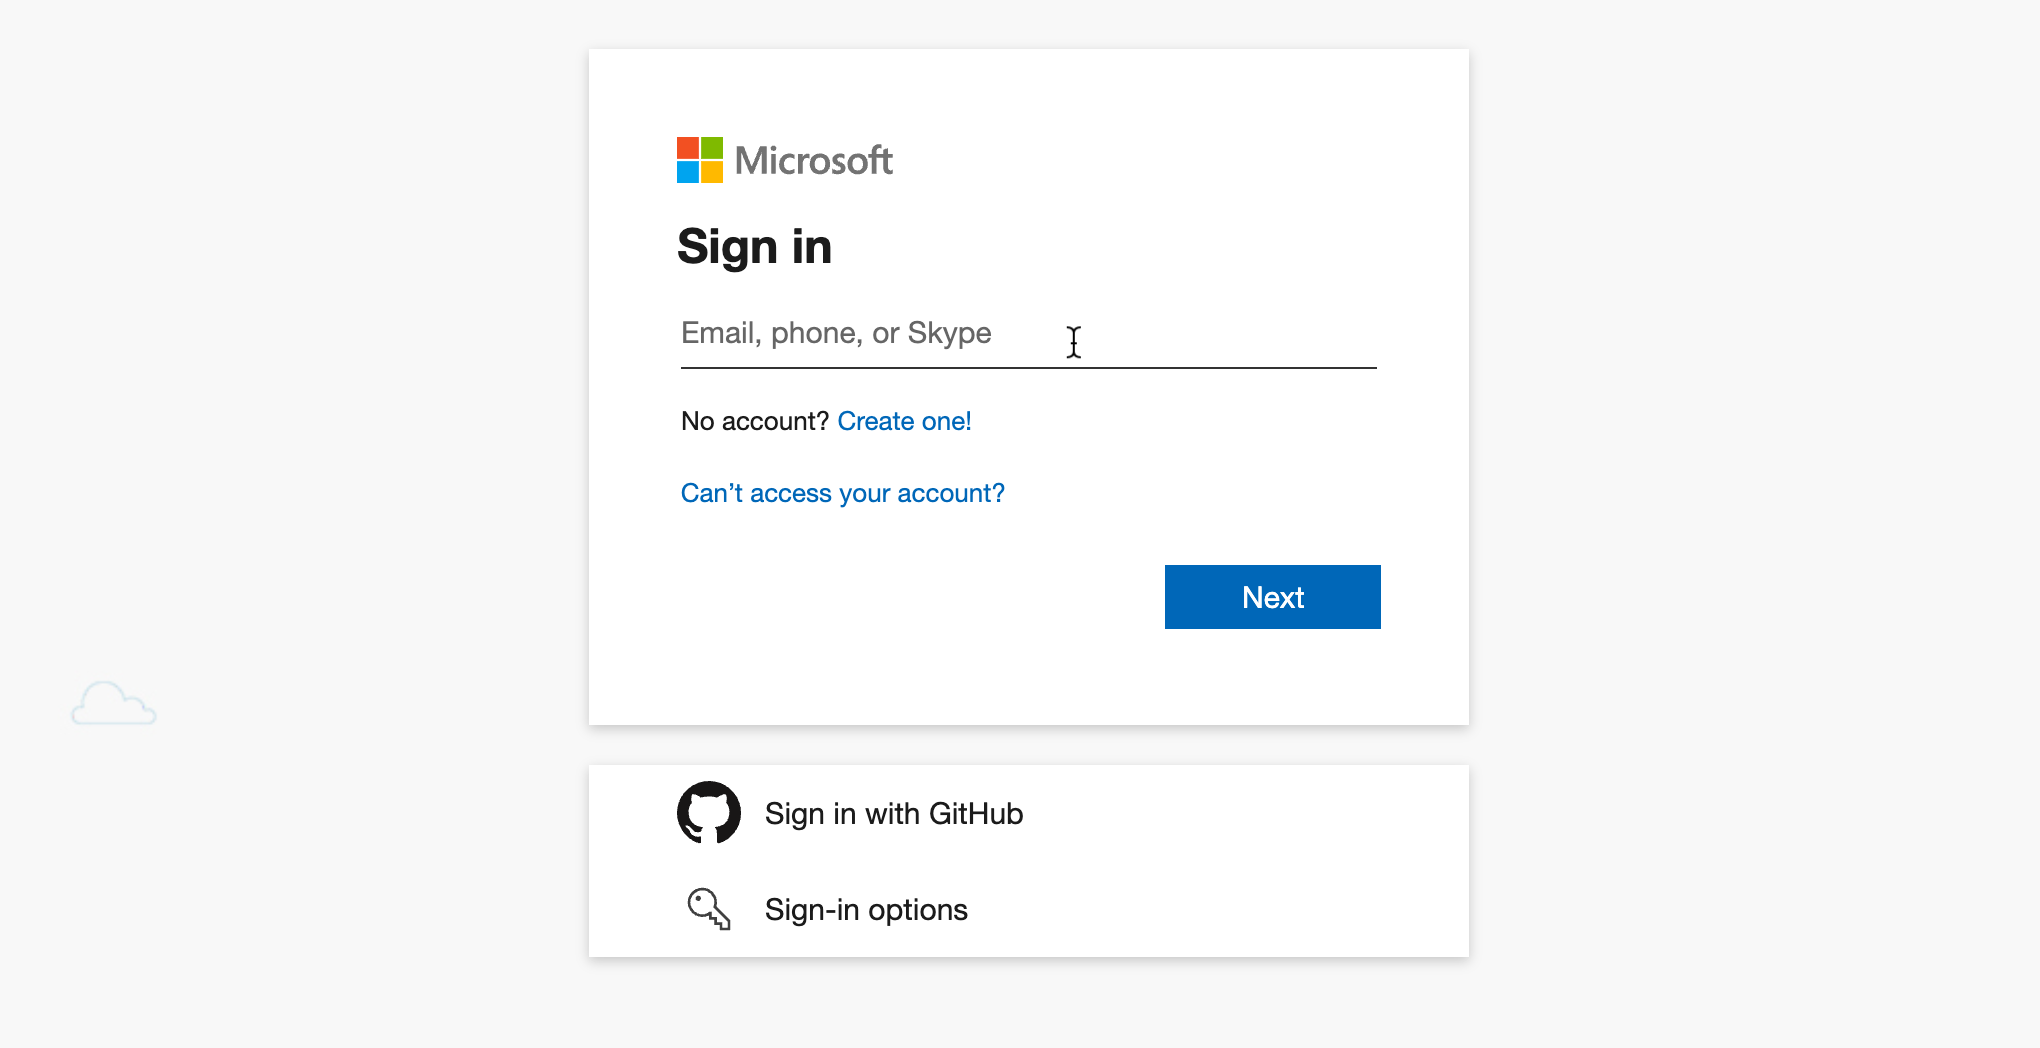 Microsoft
Sign in
Email, phone, or Skype
No account? Create one!
Can’t access your account?
Next
Sign in with GitHub
Sign-in options